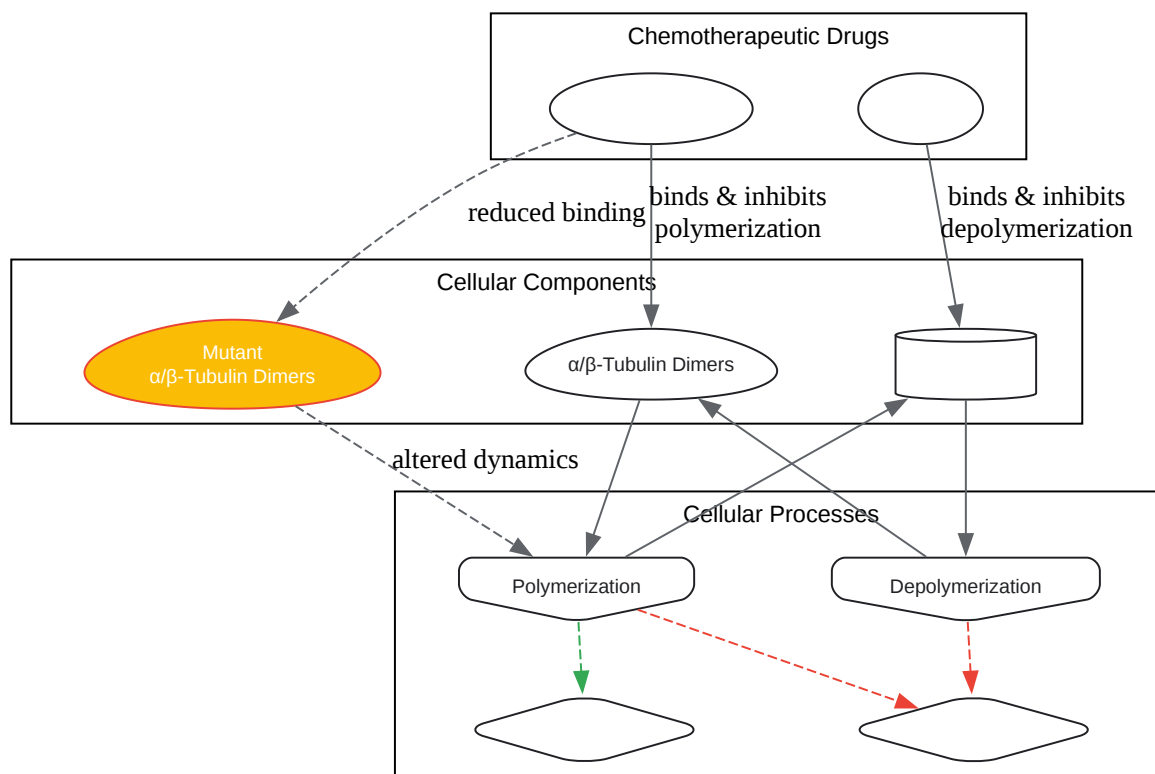 Chemotherapeutic Drugs
reduced binding
binds & inhibits
polymerization
binds & inhibits
depolymerization
Cellular Components
Mutant
α/β-Tubulin Dimers
α/β-Tubulin Dimers
altered dynamics
Cellular Processes
Polymerization
Depolymerization